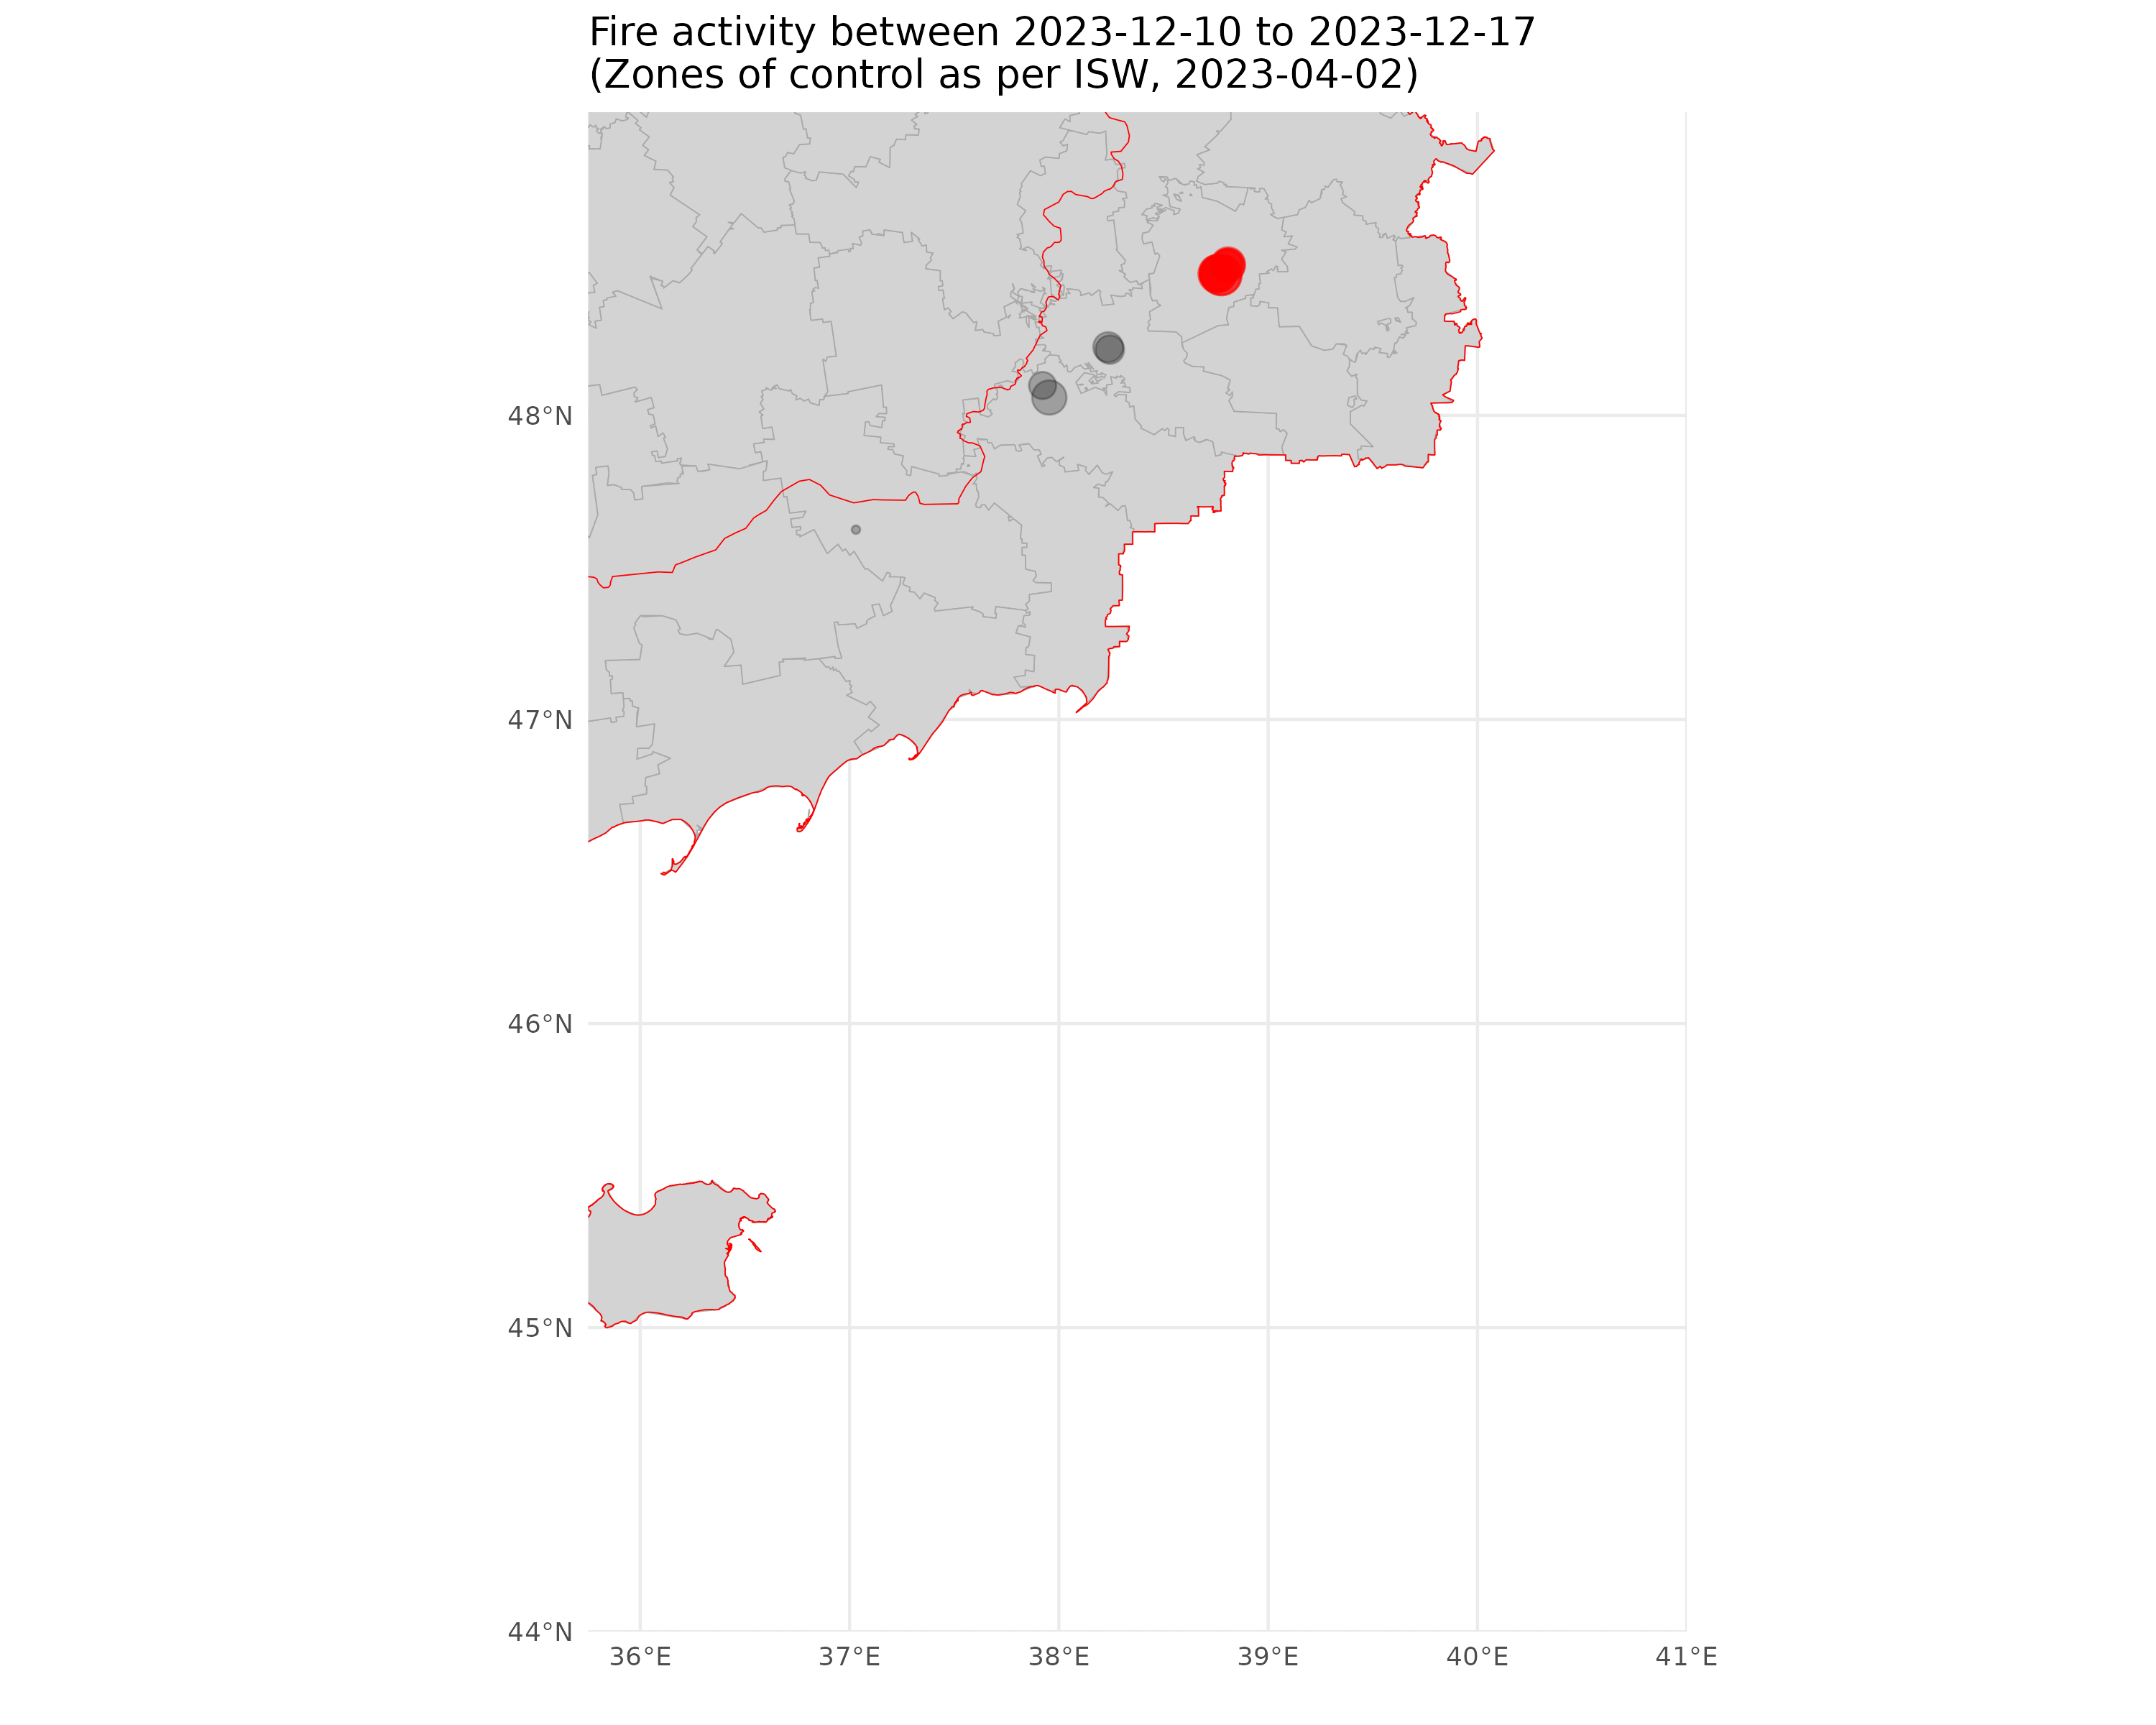 Fire activity between 2023-12-10 to 2023-12-17
(Zones of control as per ISW, 2023-04-02)
48°N
47°N
46°N
45°N
44°N
36°E
37°E
38°E
39°E
40°E
41°E